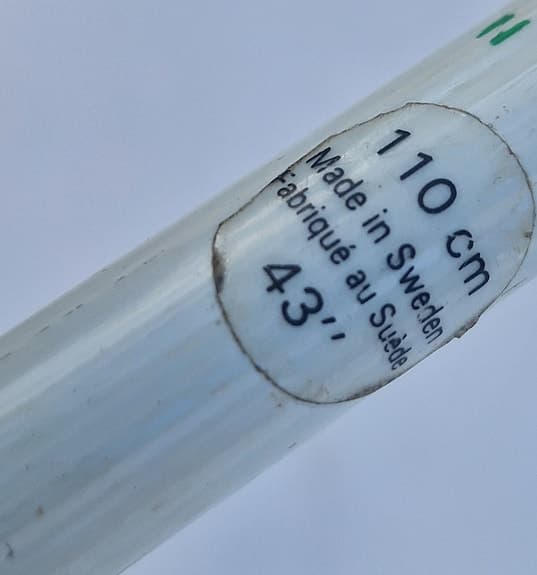 110 cm
Made in Sweden
Fabriqué au Suède
43''